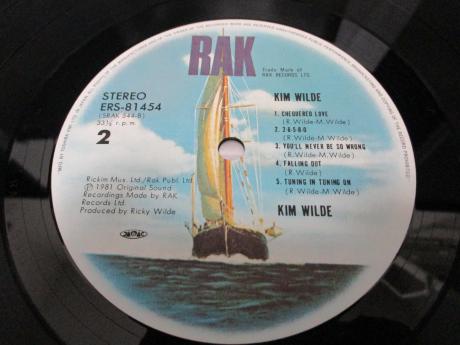 RAK
Trade Mark of
RAK RECORDS LTD.
STEREO
ERS-81454
(SRAK 544-B)
33⅓ r.p.m.
2
Rickim Mus. Ltd./Rak Publ. Ltd.
Ⓟ 1981 Original Sound
Recordings Made by RAK
Records Ltd.
Produced by Ricky Wilde
KIM WILDE
1. CHEQUERED LOVE
(R.Wilde-M.Wilde)
2. 2-6-5-8-0
(R.Wilde-M.Wilde)
3. YOU'LL NEVER BE SO WRONG
(R.Wilde-M.Wilde)
4. FALLING OUT
(R.Wilde)
5. TUNING IN TUNING ON
(R.Wilde-M.Wilde)
KIM WILDE